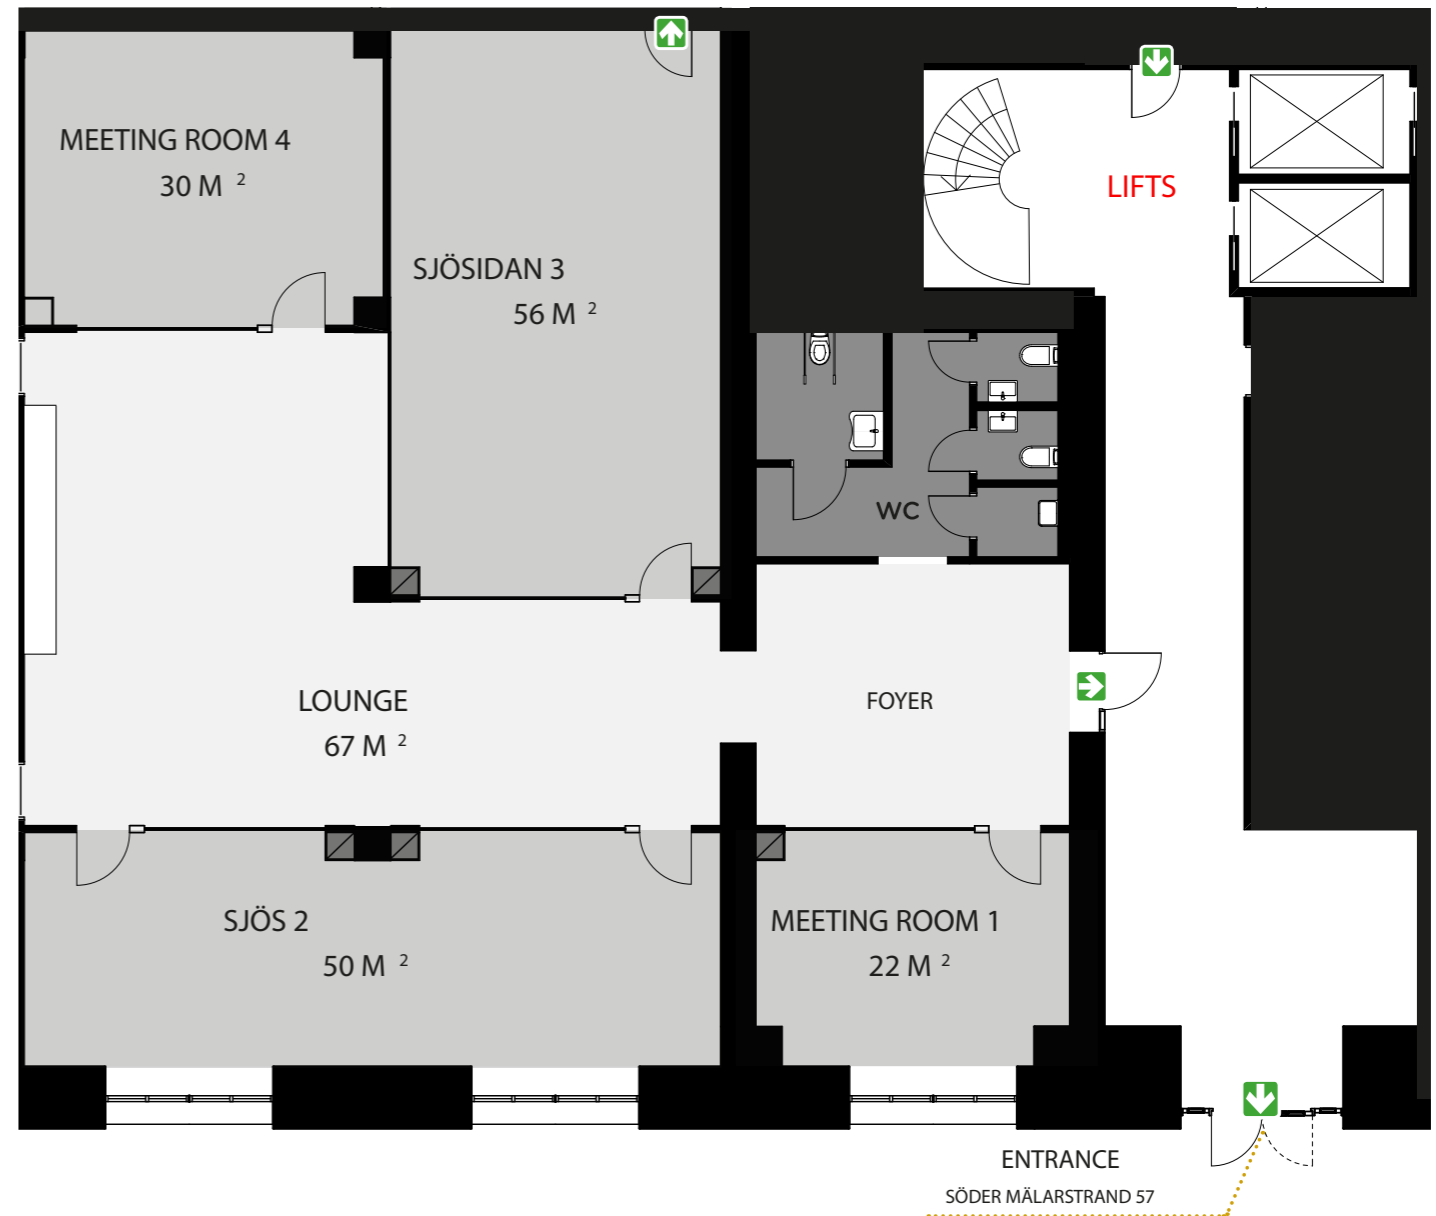 MEETING ROOM 4
30 M 2
LIFTS
SJÖSIDAN 3
56 M 2
WC
LOUNGE
67 M 2
FOYER
SJÖS 2
50 M 2
MEETING ROOM 1
22 M 2
ENTRANCE
SÖDER MÄLARSTRAND 57